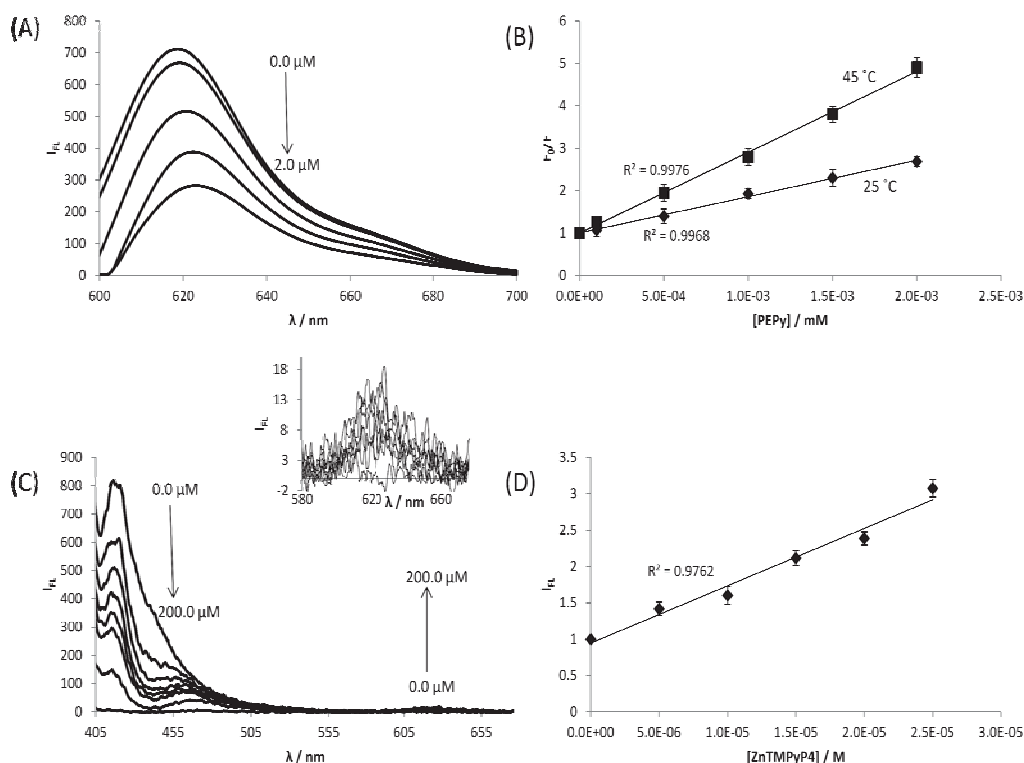 (A)
800
700
600
500
400
300
200
100
0
I_FL
0.0 µM
2.0 µM
600 620 640 660 680 700
λ / nm
(B)
6
5
4
3
2
1
0
F0/F
45 ˚C
R² = 0.9976
25 ˚C
R² = 0.9968
0.0E+00 5.0E-04 1.0E-03 1.5E-03 2.0E-03 2.5E-03
[PEPy] / mM
18
13
8
3
-2
I_FL
580 620 660
λ / nm
(C)
900
800
700
600
500
400
300
200
100
0
I_FL
0.0 µM
200.0 µM
200.0 µM
0.0 µM
405 455 505 555 605 655
λ / nm
(D)
3.5
3
2.5
2
1.5
1
0.5
0
I_FL
R² = 0.9762
0.0E+00 5.0E-06 1.0E-05 1.5E-05 2.0E-05 2.5E-05 3.0E-05
[ZnTMPyP4] / M